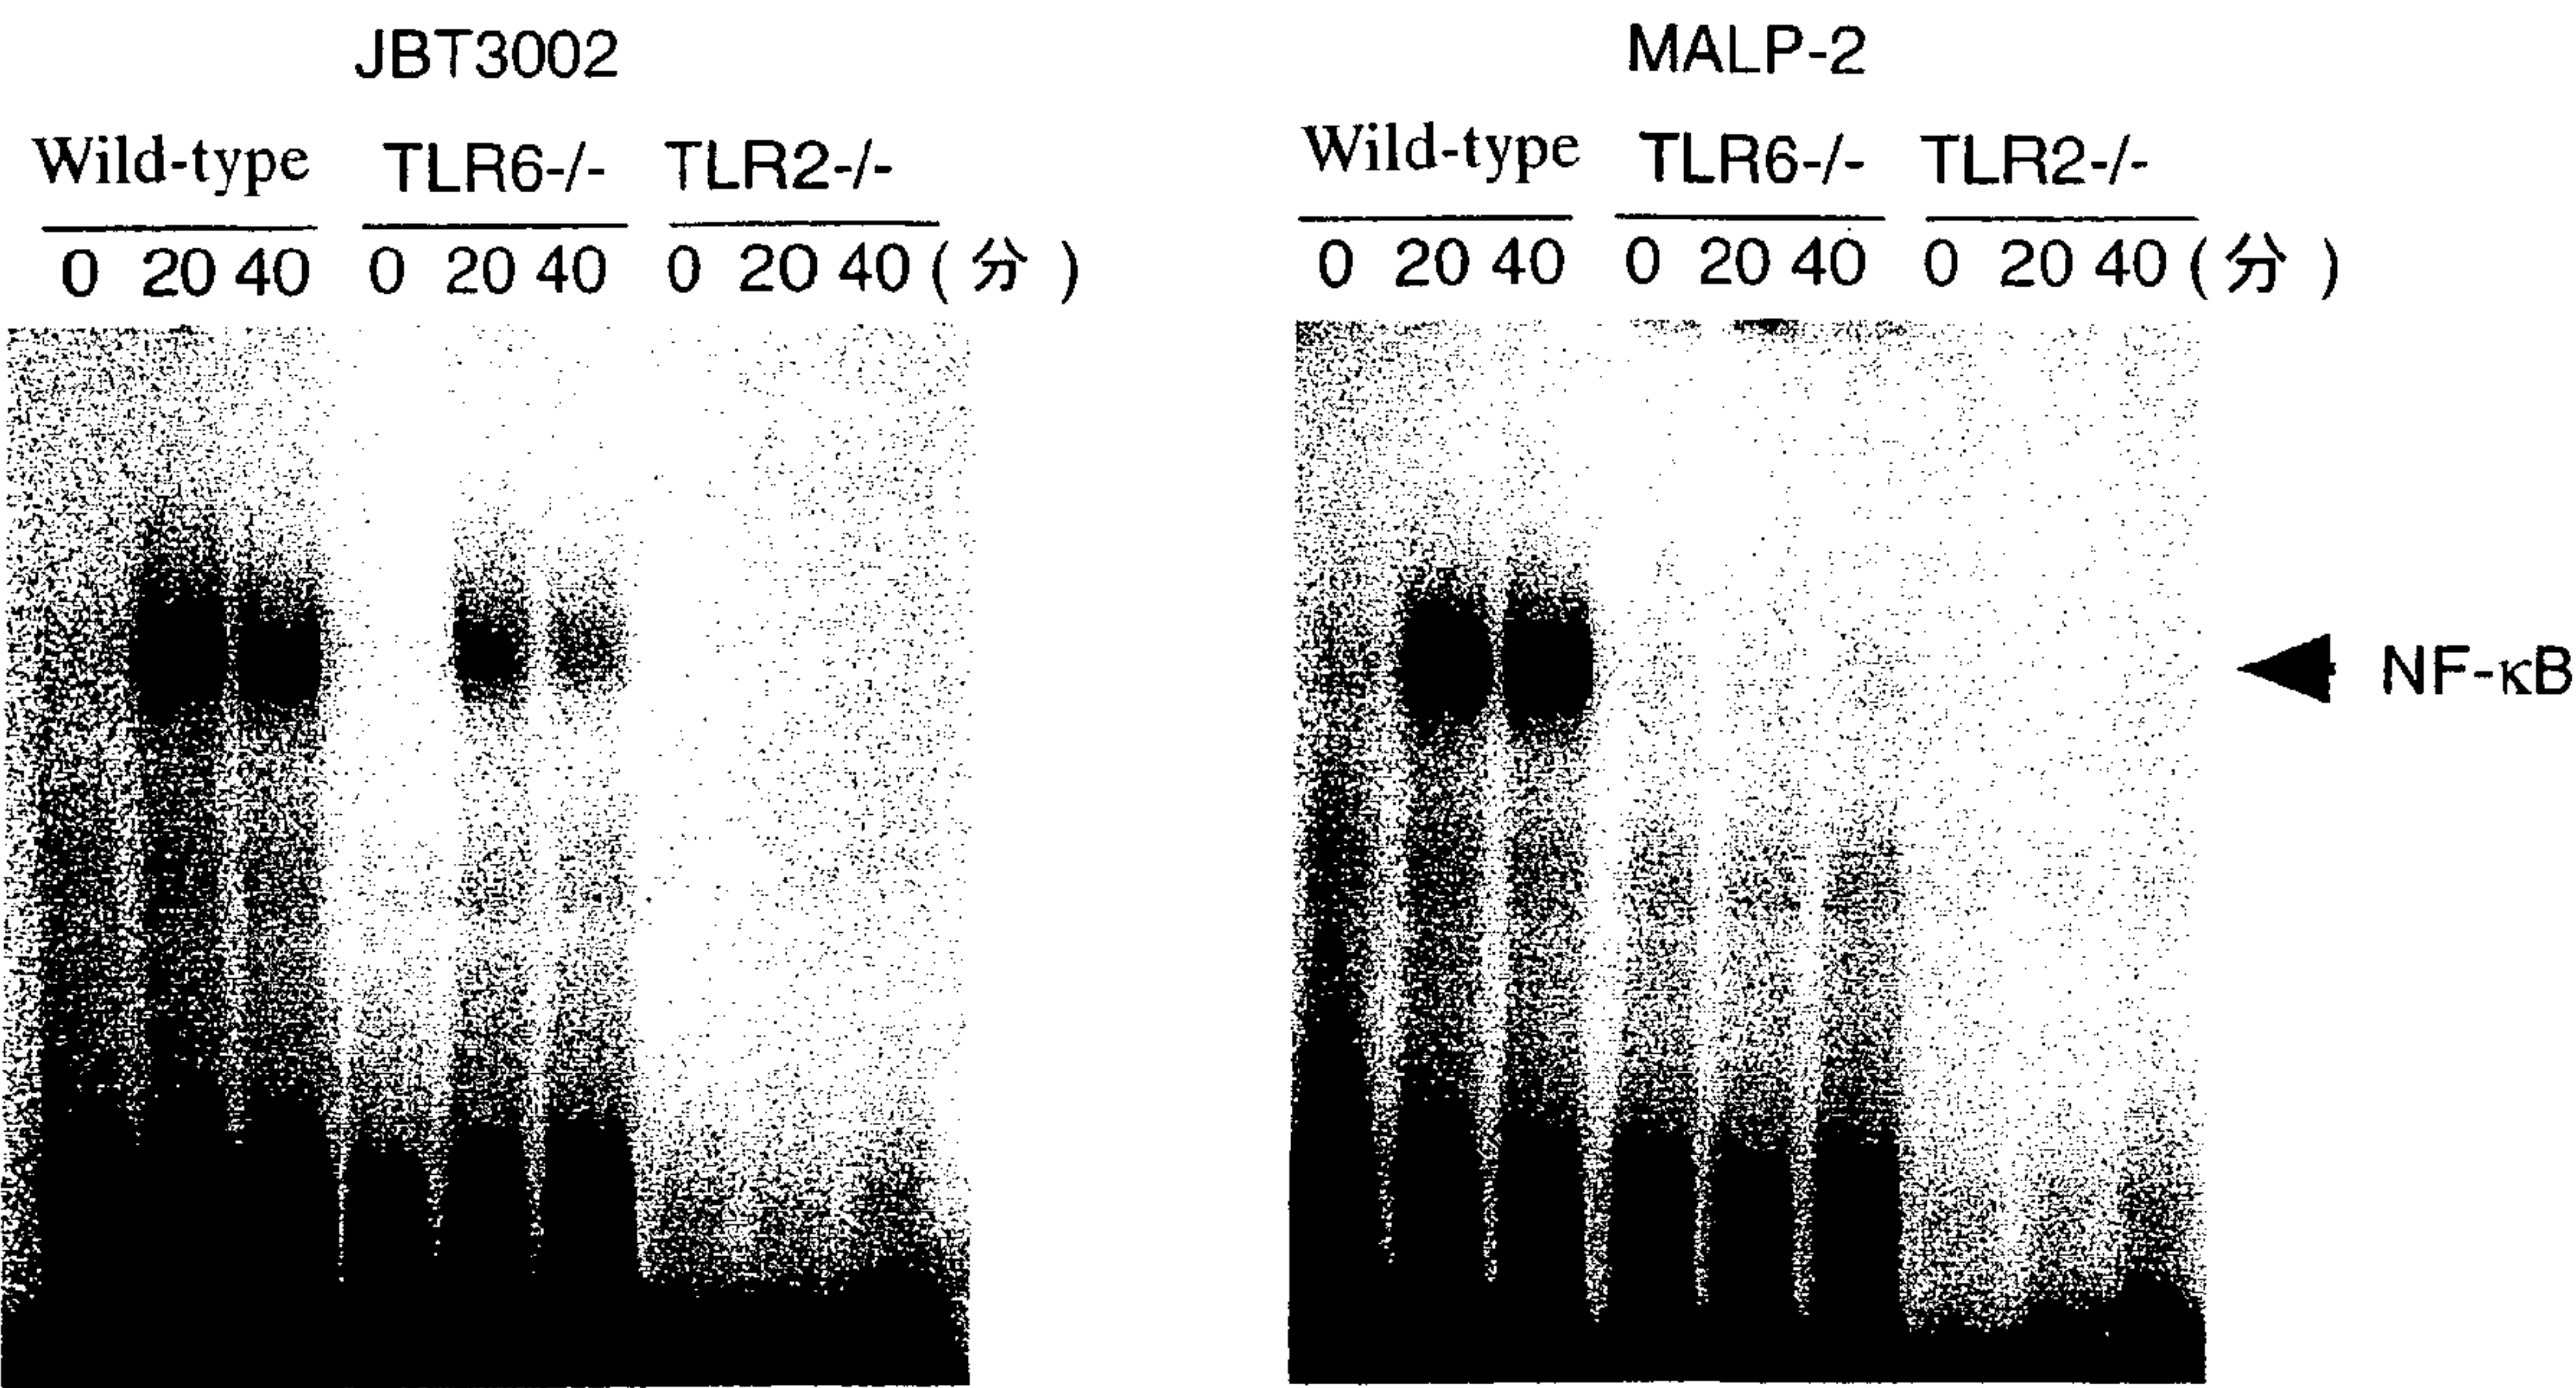 JBT3002
Wild-type TLR6-/- TLR2-/-
0 20 40 0 20 40 0 20 40 (分)
MALP-2
Wild-type TLR6-/- TLR2-/-
0 20 40 0 20 40 0 20 40 (分)
NF-κB